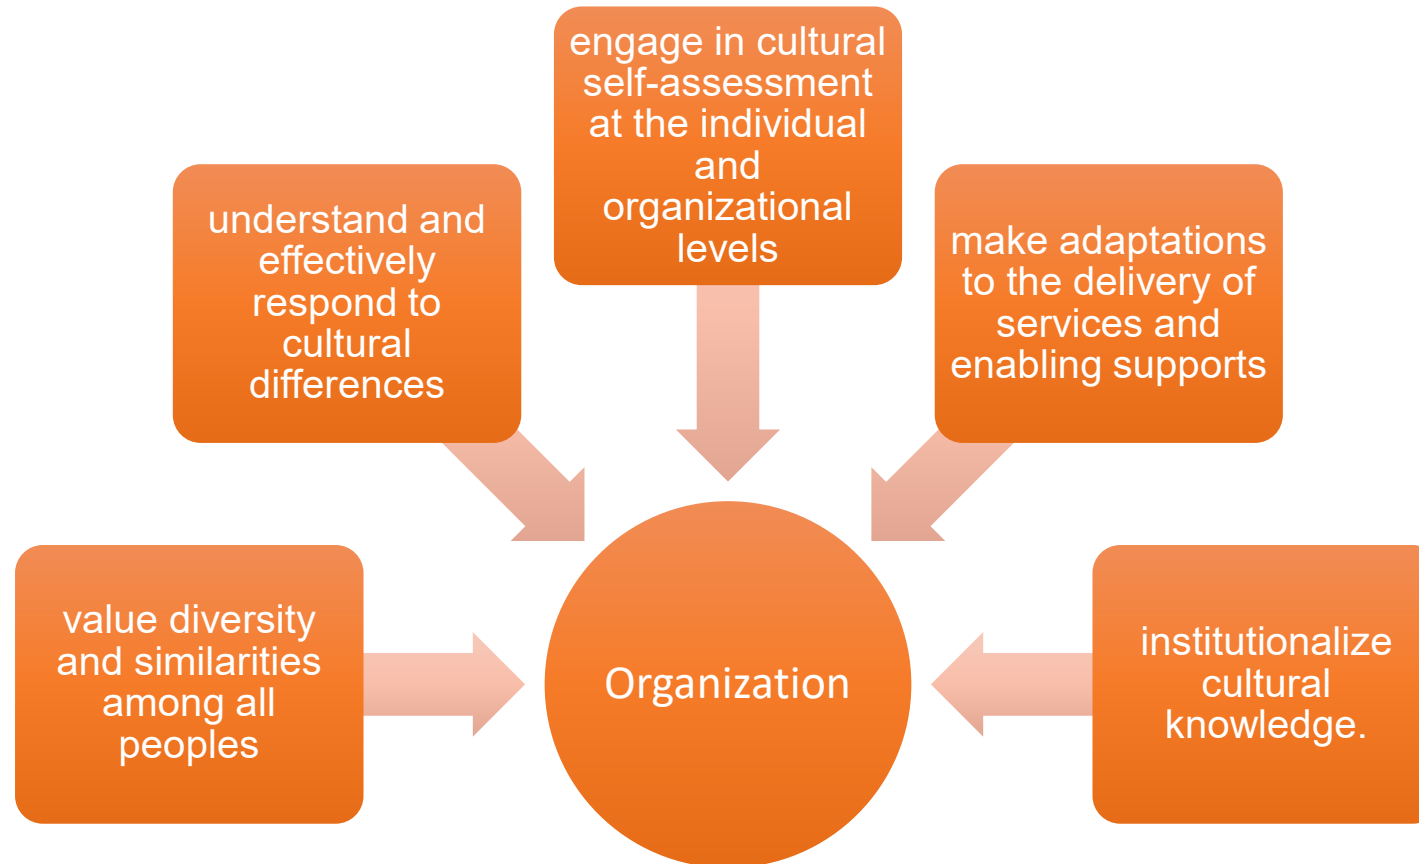 value diversity
and similarities
among all
peoples
understand and
effectively
respond to
cultural
differences
engage in cultural
self-assessment
at the individual
and
organizational
levels
make adaptations
to the delivery of
services and
enabling supports
institutionalize
cultural
knowledge.
Organization